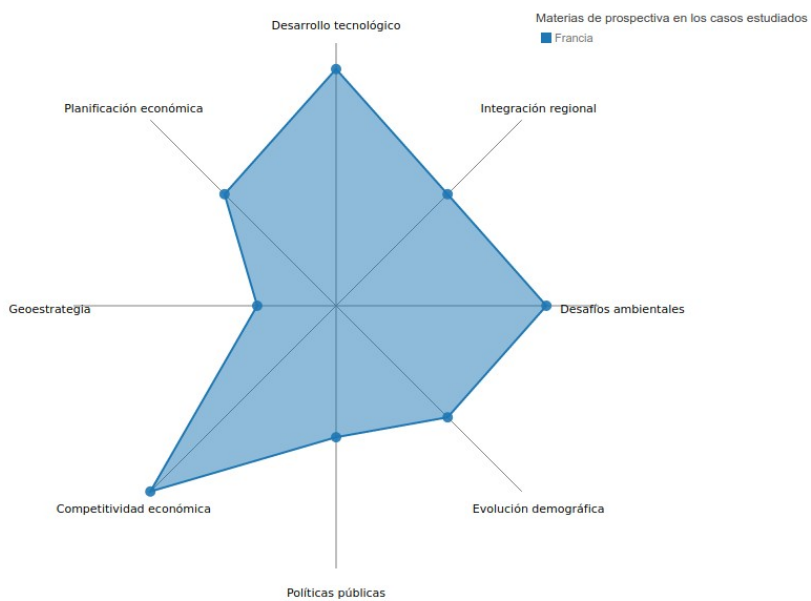 Materias de prospectiva en los casos estudiados
Francia
Desarrollo tecnológico
Planificación económica
Integración regional
Geoestrategia
Desafíos ambientales
Competitividad económica
Evolución demográfica
Políticas públicas